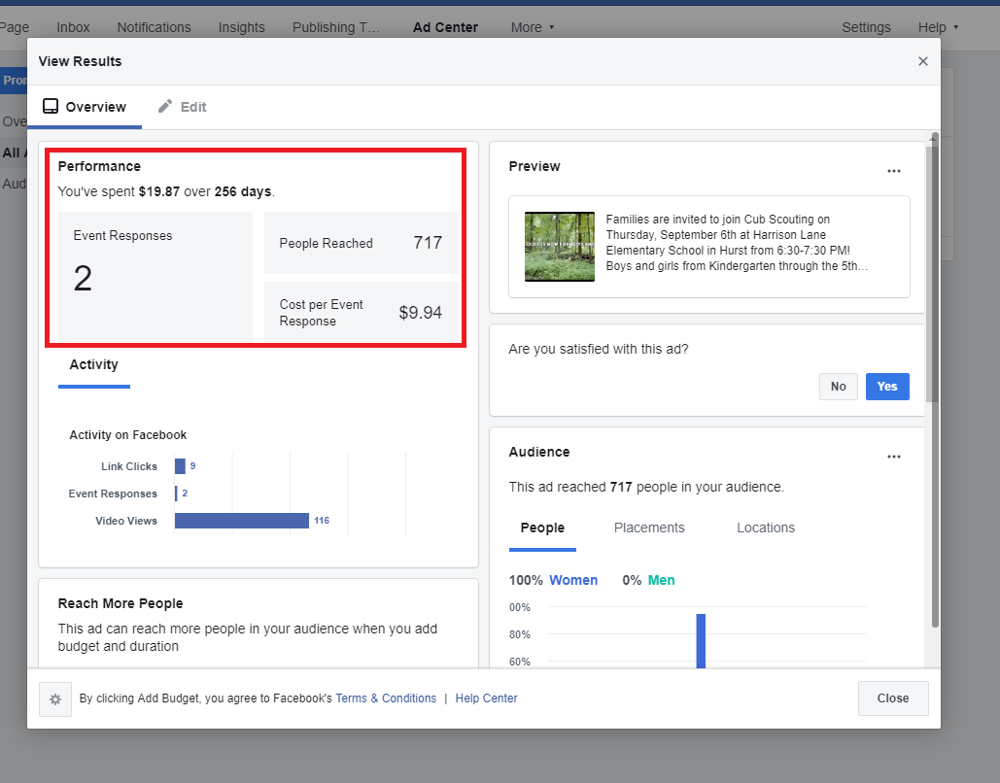 Page Inbox Notifications Insights Publishing T… Ad Center More Settings Help
View Results
Overview Edit
Performance
You've spent $19.87 over 256 days.
Event Responses
2
People Reached 717
Cost per Event
Response
$9.94
Activity
Activity on Facebook
Link Clicks 9
Event Responses 2
Video Views 116
Reach More People
This ad can reach more people in your audience when you add
budget and duration
Preview
Families are invited to join Cub Scouting on
Thursday, September 6th at Harrison Lane
Elementary School in Hurst from 6:30-7:30 PM!
Boys and girls from Kindergarten through the 5th…
Are you satisfied with this ad?
No Yes
Audience
This ad reached 717 people in your audience.
People Placements Locations
100% Women 0% Men
00%
80%
60%
By clicking Add Budget, you agree to Facebook's Terms & Conditions | Help Center
Close
Pron
Ove
All A
Aud